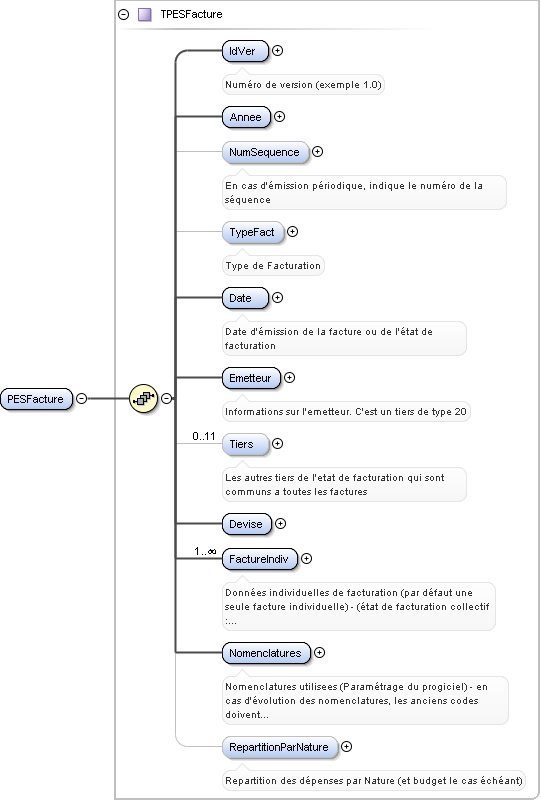 TPESFacture
IdVer
Numéro de version (exemple 1.0)
Annee
NumSequence
En cas d'émission périodique, indique le numéro de la
séquence
TypeFact
Type de Facturation
Date
Date d'émission de la facture ou de l'état de
facturation
Emetteur
Informations sur l'emetteur. C'est un tiers de type 20
PESFacture
0..11
Tiers
Les autres tiers de l'etat de facturation qui sont
communs a toutes les factures
Devise
1..∞
FactureIndiv
Données individuelles de facturation (par défaut une
seule facture individuelle) - (état de facturation collectif
:...
Nomenclatures
Nomenclatures utilisees (Paramétrage du progiciel) - en
cas d'évolution des nomenclatures, les anciens codes
doivent...
RepartitionParNature
Repartition des dépenses par Nature (et budget le cas échéant)